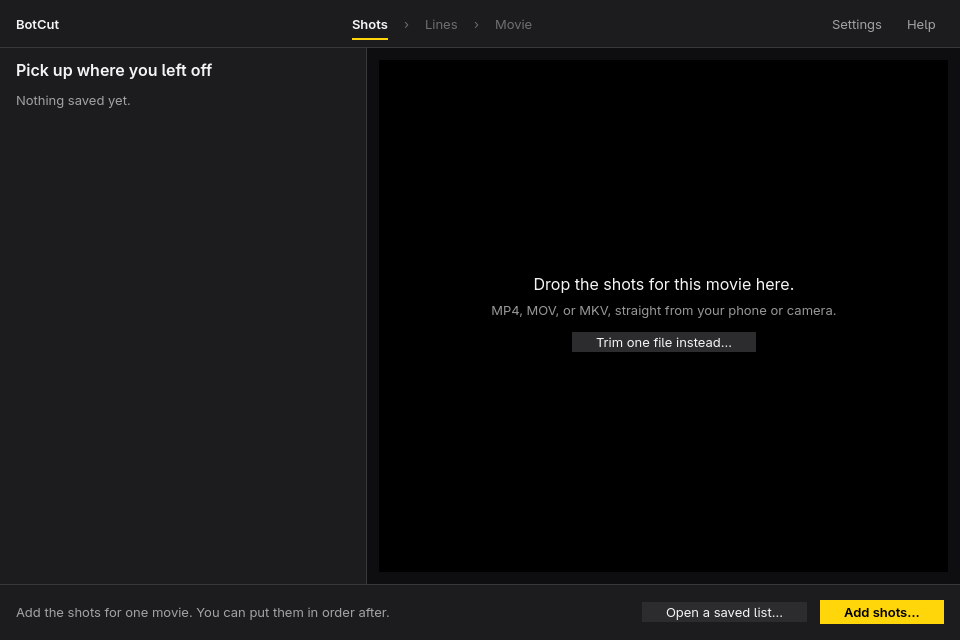 BotCut
Shots › Lines › Movie
Settings Help
Pick up where you left off
Nothing saved yet.
Drop the shots for this movie here.
MP4, MOV, or MKV, straight from your phone or camera.
Trim one file instead...
Add the shots for one movie. You can put them in order after.
Open a saved list...
Add shots...